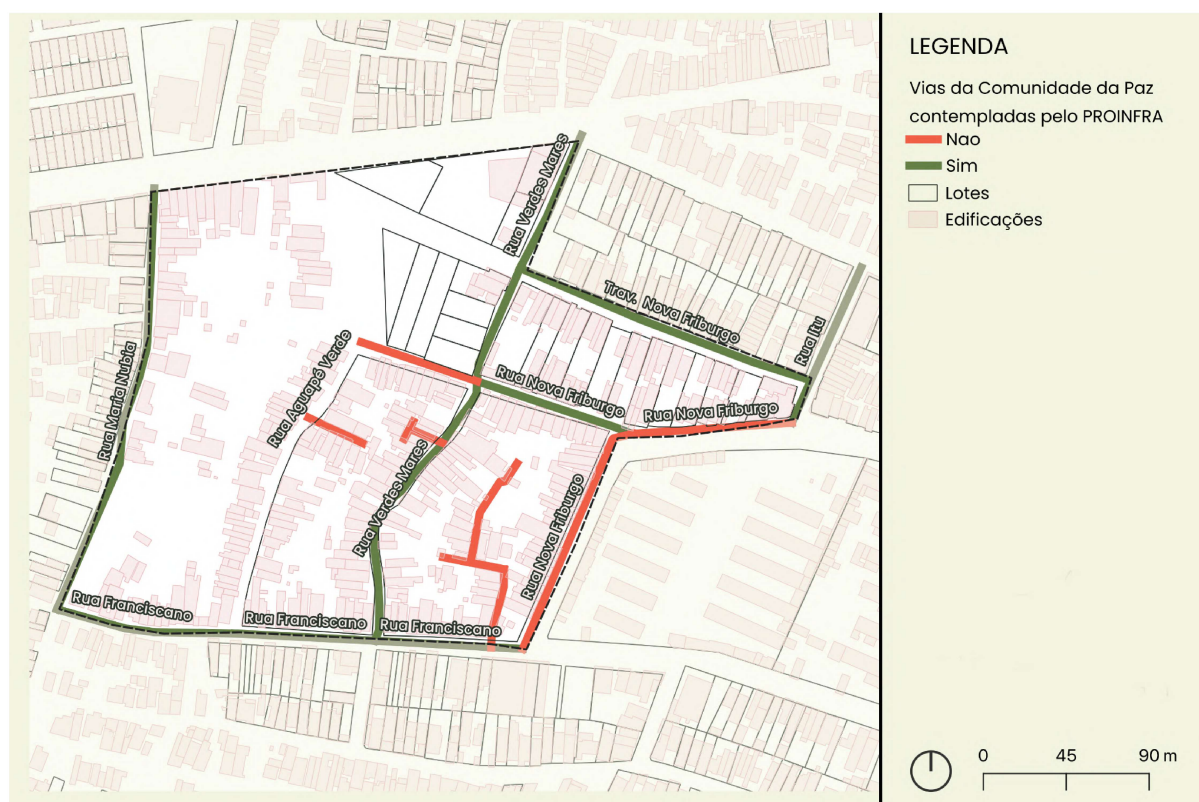 LEGENDA
Vias da Comunidade da Paz
contempladas pelo PROINFRA
Nao
Sim
Lotes
Edificações
Rua Verdes Mares
Trav. Nova Friburgo
Rua Itu
Rua Maria Nubia
Rua Aguapé Verde
Rua Nova Friburgo
Rua Nova Friburgo
Rua Verdes Mares
Rua Nova Friburgo
Rua Franciscano
Rua Franciscano
Rua Franciscano
0 45 90 m